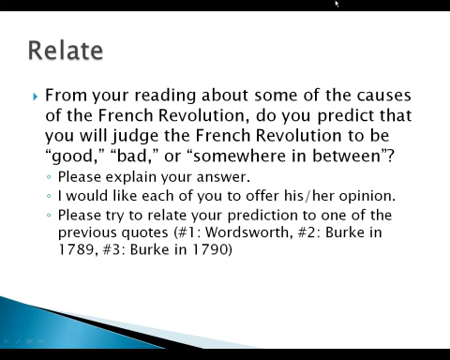 Relate
From your reading about some of the causes
of the French Revolution, do you predict that
you will judge the French Revolution to be
“good,” “bad,” or “somewhere in between”?
Please explain your answer.
I would like each of you to offer his/her opinion.
Please try to relate your prediction to one of the
previous quotes (#1: Wordsworth, #2: Burke in
1789, #3: Burke in 1790)